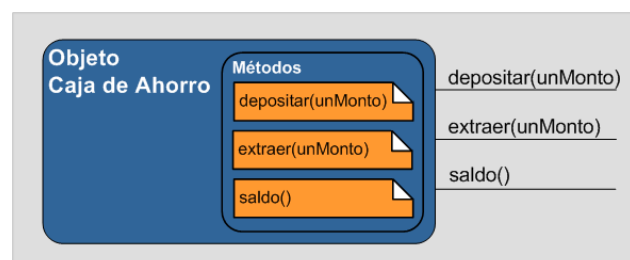 Objeto
Caja de Ahorro
Métodos
depositar(unMonto)
extraer(unMonto)
saldo()
depositar(unMonto)
extraer(unMonto)
saldo()